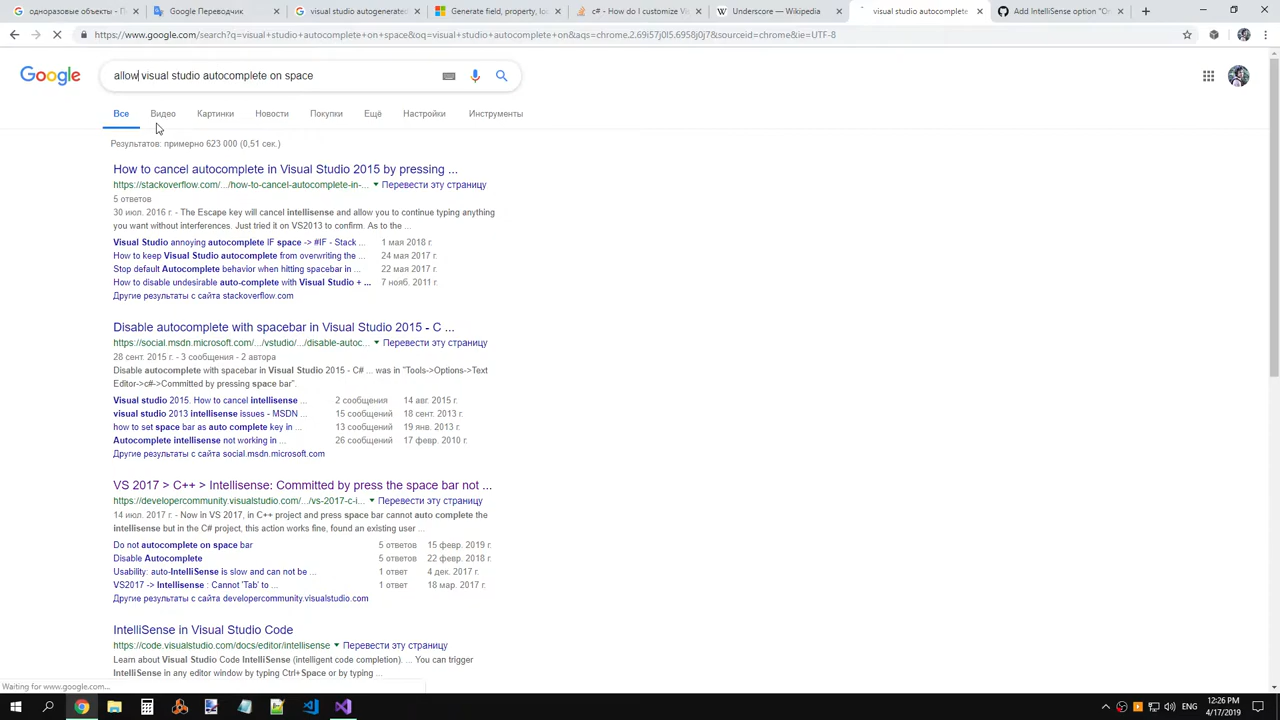 указание объектов - П
Google Переводчик
visual studio autogenerated
Generate field, property, loc
c# - How do I customize Vis
Underscore — Wikipedia
visual studio autocomplete
Add IntelliSense option "Co
https://www.google.com/search?q=visual+studio+autocomplete+on+space&oq=visual+studio+autocomplete+on&aqs=chrome.2.69i57j0l5.6958j0j7&sourceid=chrome&ie=UTF-8
Google
allow visual studio autocomplete on space
Все
Видео
Картинки
Новости
Покупки
Ещё
Настройки
Инструменты
Результатов: примерно 623 000 (0,51 сек.)
How to cancel autocomplete in Visual Studio 2015 by pressing ...
https://stackoverflow.com/.../how-to-cancel-autocomplete-in-... Перевести эту страницу
5 ответов
30 июл. 2016 г. - The Escape key will cancel intellisense and allow you to continue typing anything
you want without interferences. Just tried it on VS2013 to confirm. As to the ...
Visual Studio annoying autocomplete IF space -> #IF - Stack ... 1 мая 2018 г.
How to keep Visual Studio autocomplete from overwriting the ... 24 мая 2017 г.
Stop default Autocomplete behavior when hitting spacebar in ... 22 мая 2017 г.
How to disable undesirable auto-complete with Visual Studio + ... 7 нояб. 2011 г.
Другие результаты с сайта stackoverflow.com
Disable autocomplete with spacebar in Visual Studio 2015 - C ...
https://social.msdn.microsoft.com/.../vstudio/.../disable-autoc... Перевести эту страницу
28 сент. 2015 г. - 3 сообщения - 2 автора
Disable autocomplete with spacebar in Visual Studio 2015 - C# ... was in "Tools->Options->Text
Editor->c#->Committed by pressing space bar".
Visual studio 2015. How to cancel intellisense ... 2 сообщения 14 авг. 2015 г.
visual studio 2013 intellisense issues - MSDN ... 15 сообщений 18 сент. 2013 г.
how to set space bar as auto complete key in ... 13 сообщений 19 янв. 2013 г.
Autocomplete intellisense not working in ... 26 сообщений 17 февр. 2010 г.
Другие результаты с сайта social.msdn.microsoft.com
VS 2017 > C++ > Intellisense: Committed by press the space bar not ...
https://developercommunity.visualstudio.com/.../vs-2017-c-i... Перевести эту страницу
14 июл. 2017 г. - Now in VS 2017, in C++ project and press space bar cannot auto complete the
intellisense but in the C# project, this action works fine, found an existing user ...
Do not autocomplete on space bar 5 ответов 15 февр. 2019 г.
Disable Autocomplete 5 ответов 22 февр. 2018 г.
Usability: auto-IntelliSense is slow and can not be ... 1 ответ 4 дек. 2017 г.
VS2017 -> Intellisense : Cannot 'Tab' to ... 1 ответ 18 мар. 2017 г.
Другие результаты с сайта developercommunity.visualstudio.com
IntelliSense in Visual Studio Code
https://code.visualstudio.com/docs/editor/intellisense Перевести эту страницу
Learn about Visual Studio Code IntelliSense (intelligent code completion). ... You can trigger
IntelliSense in any editor window by typing Ctrl+Space or by typing ...
Waiting for www.google.com...
ENG
12:26 PM
4/17/2019